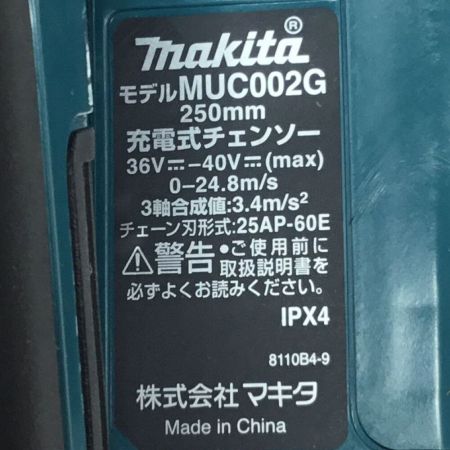 makita®
モデルMUC002G
250mm
充電式チェンソー
36V⎓-40V⎓(max)
0-24.8m/s
3軸合成値:3.4m/s²
チェーン刃形式:25AP-60E
⚠警告 •ご使用前に
取扱説明書を
必ずよくお読みください。
IPX4
8110B4-9
株式会社マキタ
Made in China